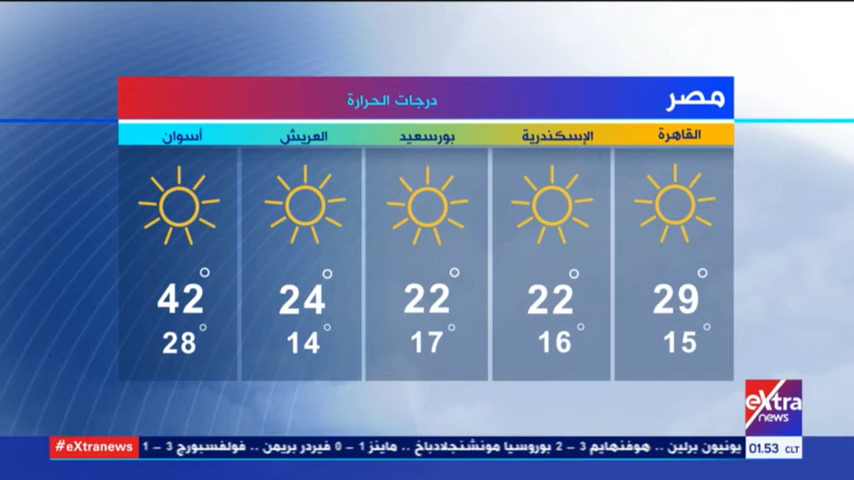 مصر
درجات الحرارة
القاهرة الإسكندرية بورسعيد العريش أسوان
29° 22° 22° 24° 42°
15° 16° 17° 14° 28°
eXtra
news
#eXtranews يونيون برلين .. هوفنهايم 3 – 2 بوروسيا مونشنجلادباخ .. ماينز 1 – 0 فيردر بريمن .. فولفسبورج 3 – 1 01.53 CLT